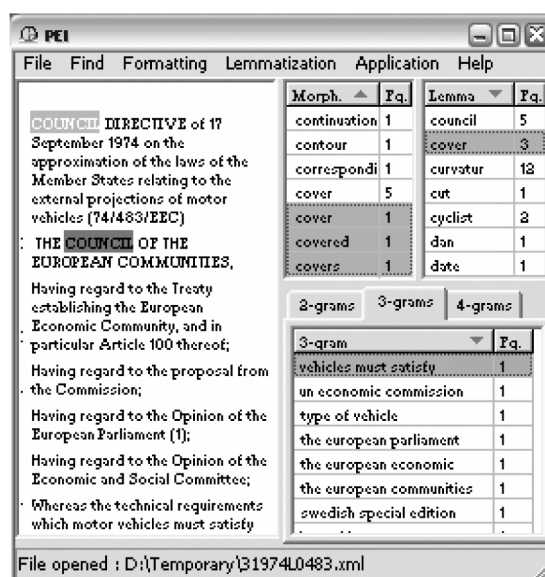 PEI
File Find Formatting Lemmatization Application Help
COUNCIL DIRECTIVE of 17
September 1974 on the
approximation of the laws of the
Member States relating to the
external projections of motor
vehicles (74/483/EEC)
THE COUNCIL OF THE
EUROPEAN COMMUNITIES,
Having regard to the Treaty
establishing the European
Economic Community, and in
particular Article 100 thereof;
Having regard to the proposal from
the Commission;
Having regard to the Opinion of the
European Parliament (1);
Having regard to the Opinion of the
Economic and Social Committee;
Whereas the technical requirements
which motor vehicles must satisfy
Morph. Fq.
continuation 1
contour 1
correspondi 1
cover 5
cover 1
covered 1
covers 1
Lemma Fq.
council 5
cover 3
curvatur 12
cut 1
cyclist 2
dan 1
date 1
2-grams 3-grams 4-grams
3-gram Fq.
vehicles must satisfy 1
un economic commission 1
type of vehicle 1
the european parliament 1
the european economic 1
the european communities 1
swedish special edition 1
File opened : D:\Temporary\31974L0483.xml